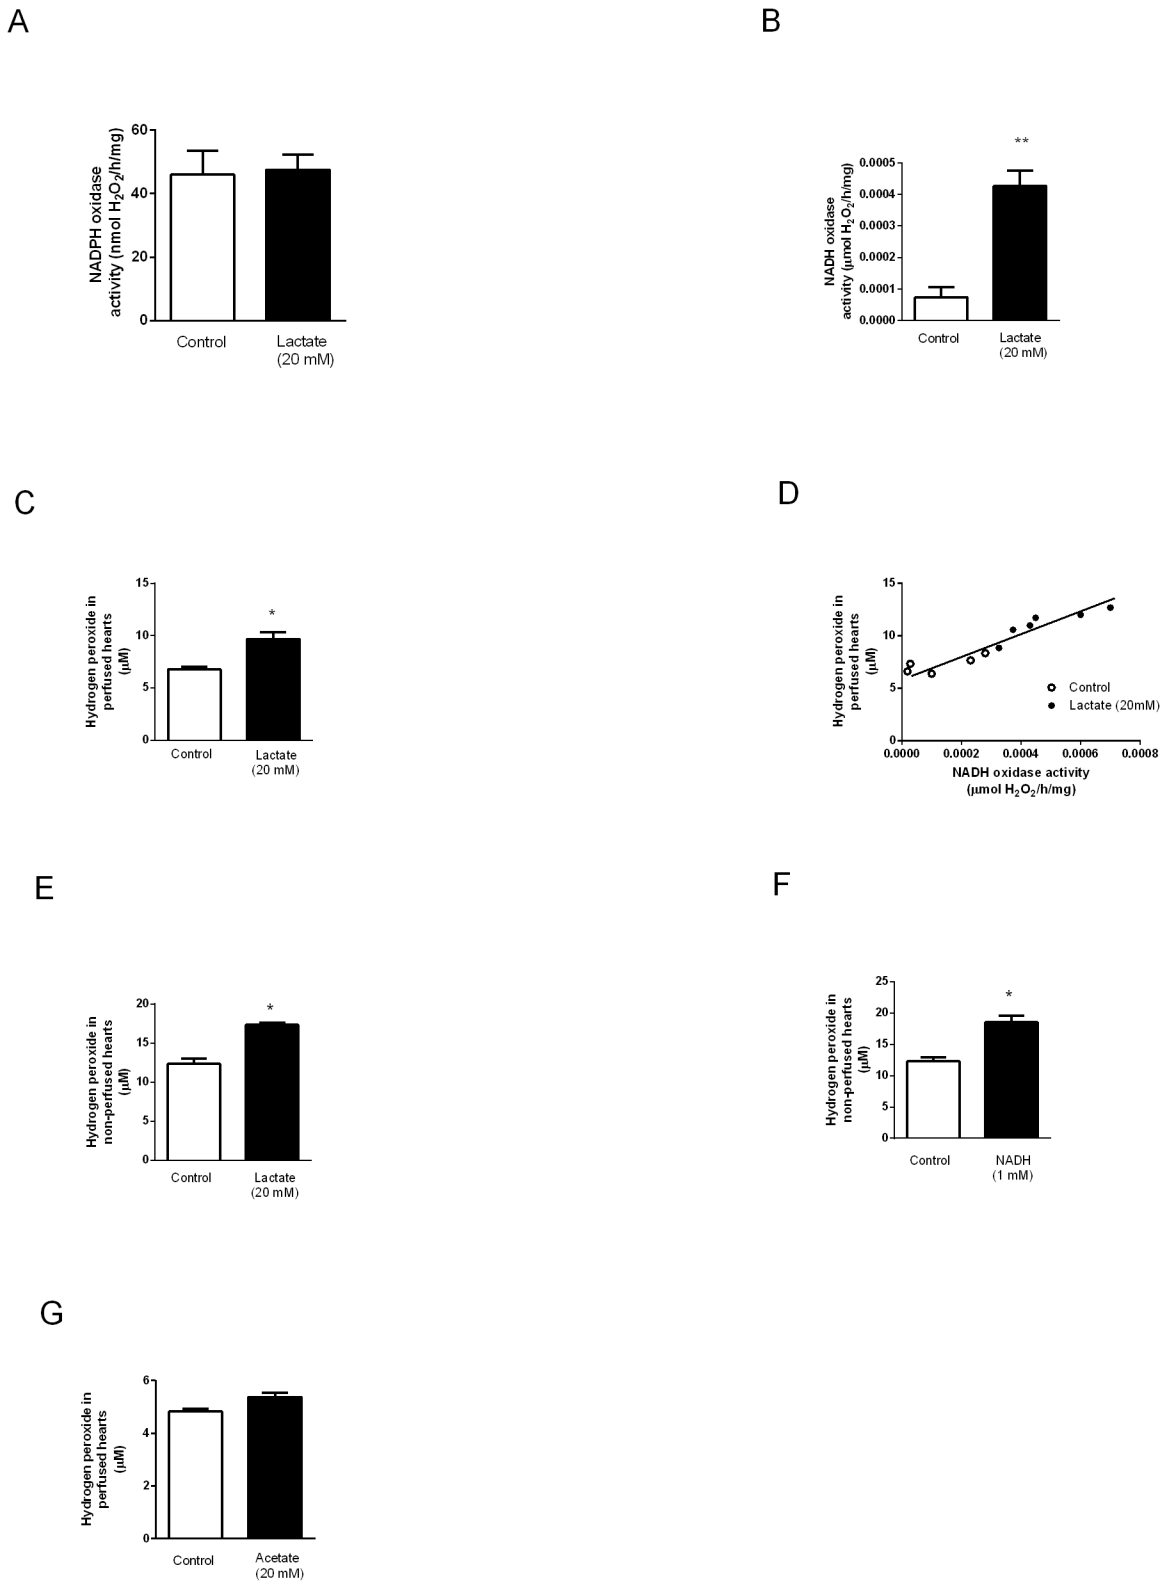 A
NADPH oxidase
activity (nmol H₂O₂/h/mg)
60
40
20
0
Control
Lactate
(20 mM)
B
**
NADH oxidase
activity (μmol H₂O₂/h/mg)
0.0005
0.0004
0.0003
0.0002
0.0001
0.0000
Control
Lactate
(20 mM)
C
*
Hydrogen peroxide in
perfused hearts
(μM)
15
10
5
0
Control
Lactate
(20 mM)
D
Hydrogen peroxide in
perfused hearts
(μM)
15
10
5
0
Control
Lactate (20mM)
0.0000 0.0002 0.0004 0.0006 0.0008
NADH oxidase activity
(μmol H₂O₂/h/mg)
E
*
Hydrogen peroxide in
non-perfused hearts
(μM)
20
15
10
5
0
Control
Lactate
(20 mM)
F
*
Hydrogen peroxide in
non-perfused hearts
(μM)
25
20
15
10
5
0
Control
NADH
(1 mM)
G
Hydrogen peroxide in
perfused hearts
(μM)
6
4
2
0
Control
Acetate
(20 mM)